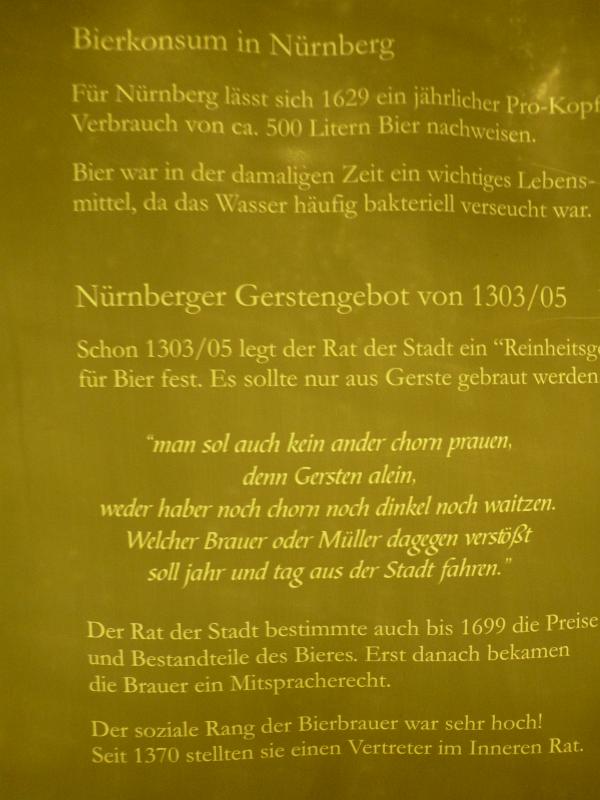 Bierkonsum in Nürnberg
Für Nürnberg lässt sich 1629 ein jährlicher Pro-Kopf
Verbrauch von ca. 500 Litern Bier nachweisen.
Bier war in der damaligen Zeit ein wichtiges Lebens-
mittel, da das Wasser häufig bakteriell verseucht war.
Nürnberger Gerstengebot von 1303/05
Schon 1303/05 legt der Rat der Stadt ein “Reinheitsge
für Bier fest. Es sollte nur aus Gerste gebraut werden
“man sol auch kein ander chorn prauen,
denn Gersten alein,
weder haber noch chorn noch dinkel noch waitzen.
Welcher Brauer oder Müller dagegen verstößt
soll jahr und tag aus der Stadt fahren.”
Der Rat der Stadt bestimmte auch bis 1699 die Preise
und Bestandteile des Bieres. Erst danach bekamen
die Brauer ein Mitspracherecht.
Der soziale Rang der Bierbrauer war sehr hoch!
Seit 1370 stellten sie einen Vertreter im Inneren Rat.